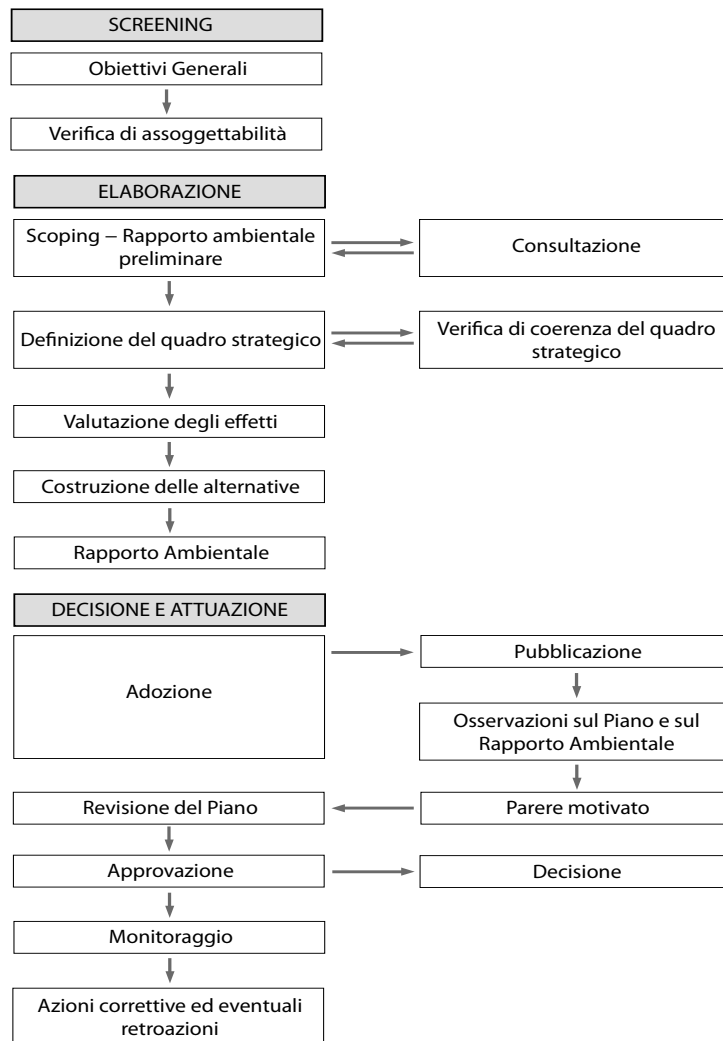 SCREENING
Obiettivi Generali
Verifica di assoggettabilità
ELABORAZIONE
Scoping – Rapporto ambientale
preliminare
Consultazione
Definizione del quadro strategico
Verifica di coerenza del quadro
strategico
Valutazione degli effetti
Costruzione delle alternative
Rapporto Ambientale
DECISIONE E ATTUAZIONE
Adozione
Pubblicazione
Osservazioni sul Piano e sul
Rapporto Ambientale
Revisione del Piano
Parere motivato
Approvazione
Decisione
Monitoraggio
Azioni correttive ed eventuali
retroazioni